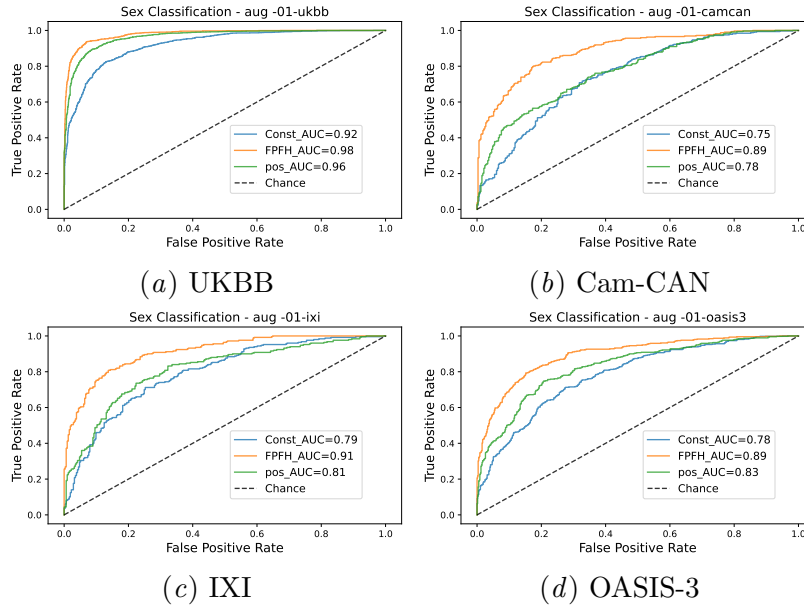 Sex Classification - aug -01-ukbb
True Positive Rate
1.0
0.8
0.6
0.4
0.2
0.0
Const_AUC=0.92
FPFH_AUC=0.98
pos_AUC=0.96
Chance
0.0 0.2 0.4 0.6 0.8 1.0
False Positive Rate
(a) UKBB
Sex Classification - aug -01-camcan
True Positive Rate
1.0
0.8
0.6
0.4
0.2
0.0
Const_AUC=0.75
FPFH_AUC=0.89
pos_AUC=0.78
Chance
0.0 0.2 0.4 0.6 0.8 1.0
False Positive Rate
(b) Cam-CAN
Sex Classification - aug -01-ixi
True Positive Rate
1.0
0.8
0.6
0.4
0.2
0.0
Const_AUC=0.79
FPFH_AUC=0.91
pos_AUC=0.81
Chance
0.0 0.2 0.4 0.6 0.8 1.0
False Positive Rate
(c) IXI
Sex Classification - aug -01-oasis3
True Positive Rate
1.0
0.8
0.6
0.4
0.2
0.0
Const_AUC=0.78
FPFH_AUC=0.89
pos_AUC=0.83
Chance
0.0 0.2 0.4 0.6 0.8 1.0
False Positive Rate
(d) OASIS-3